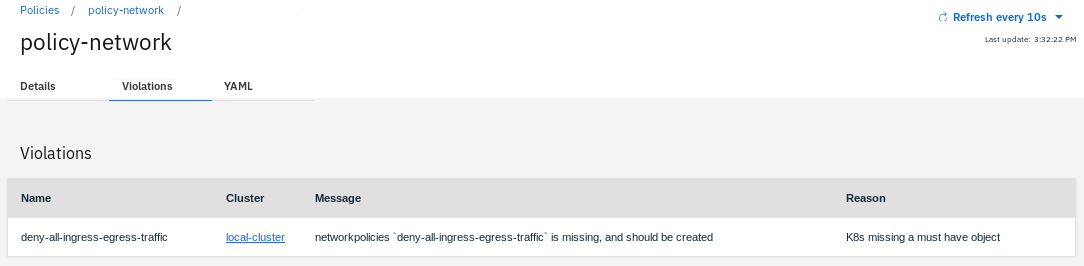 Policies / policy-network /
Refresh every 10s
Last update: 3:32:22 PM
policy-network
Details Violations YAML
Violations
Name Cluster Message Reason
deny-all-ingress-egress-traffic local-cluster networkpolicies `deny-all-ingress-egress-traffic` is missing, and should be created K8s missing a must have object